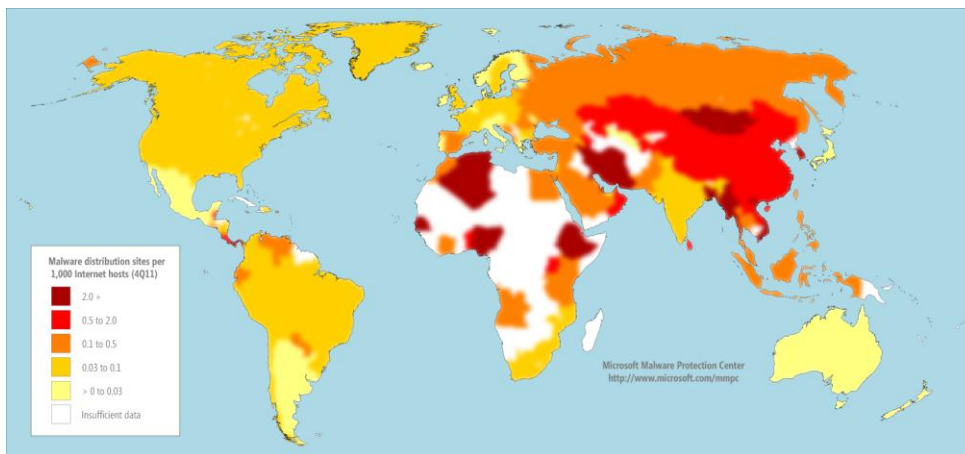 Malware distribution sites per
1,000 Internet hosts (4Q11)
2.0 +
0.5 to 2.0
0.1 to 0.5
0.03 to 0.1
> 0 to 0.03
Insufficient data
Microsoft Malware Protection Center
http://www.microsoft.com/mmpc